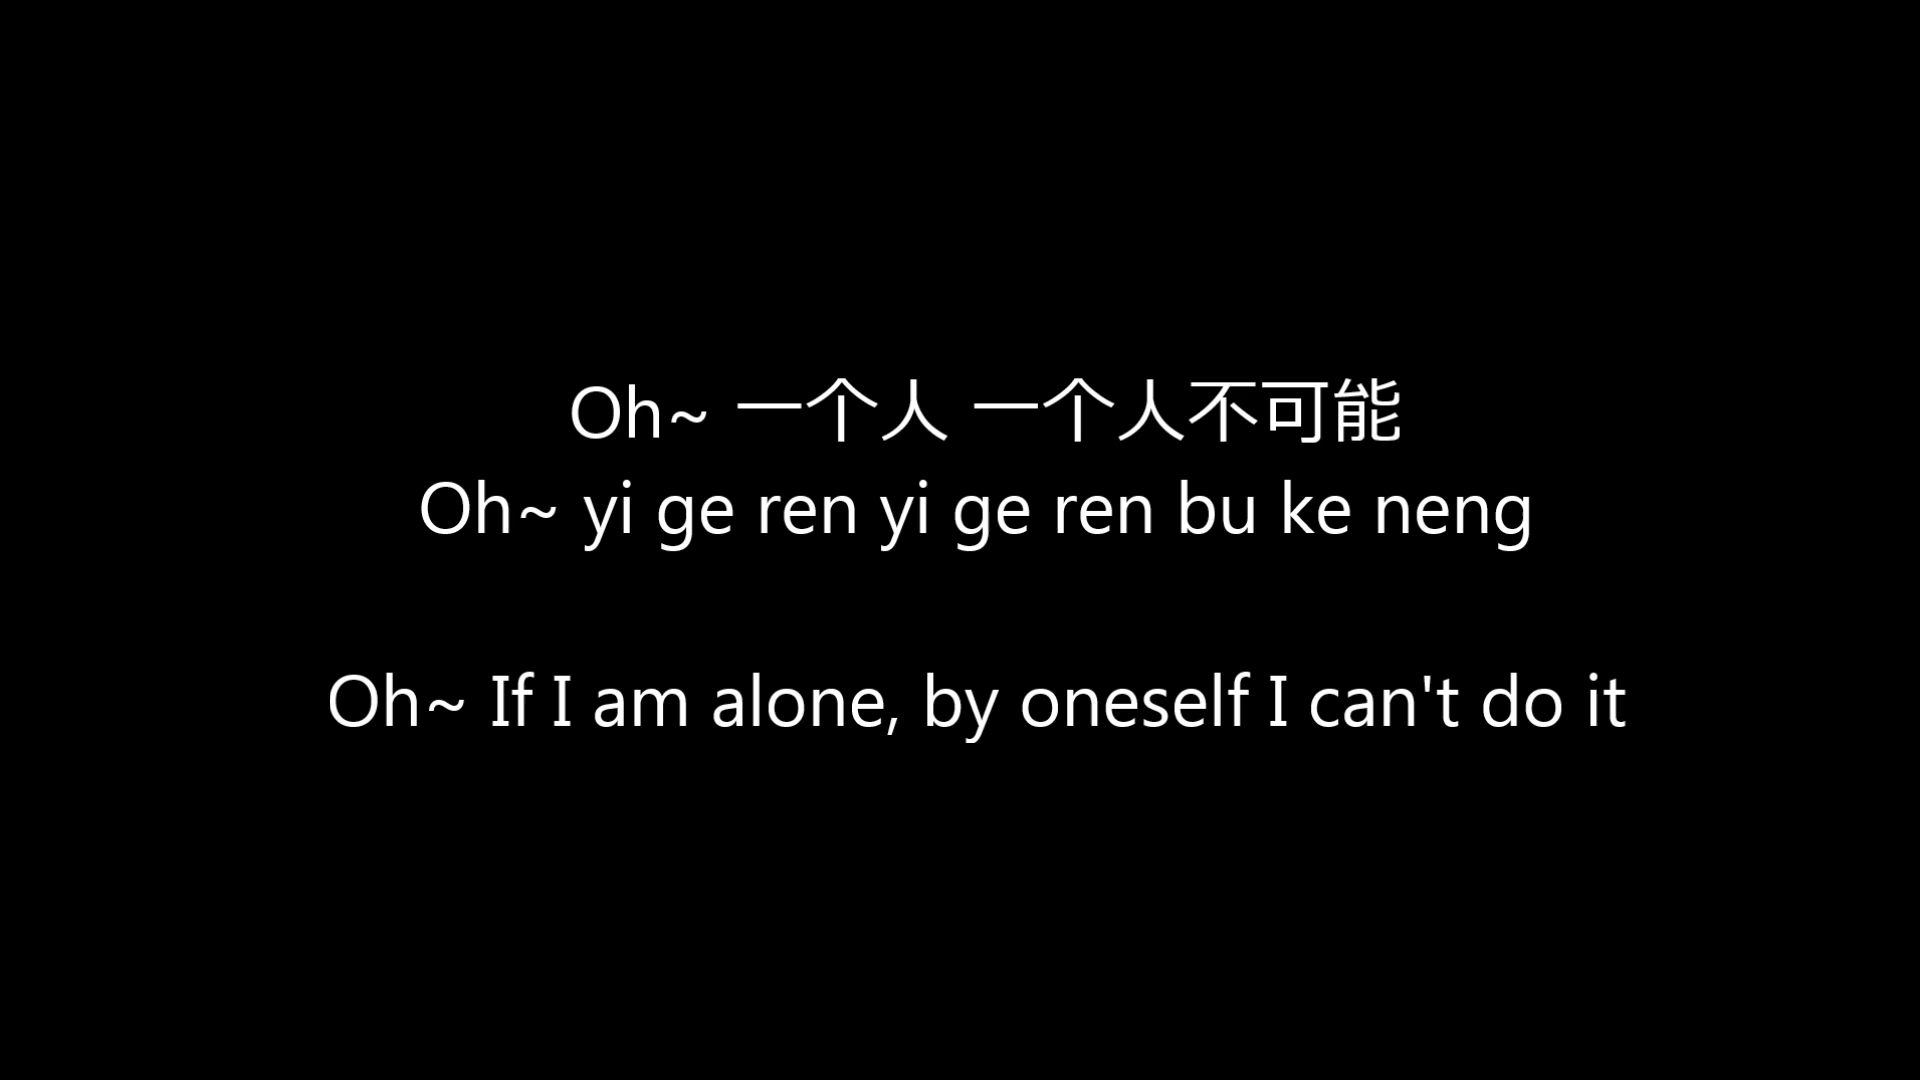 Oh~ 一个人 一个人不可能
Oh~ yi ge ren yi ge ren bu ke neng
Oh~ If I am alone, by oneself I can't do it